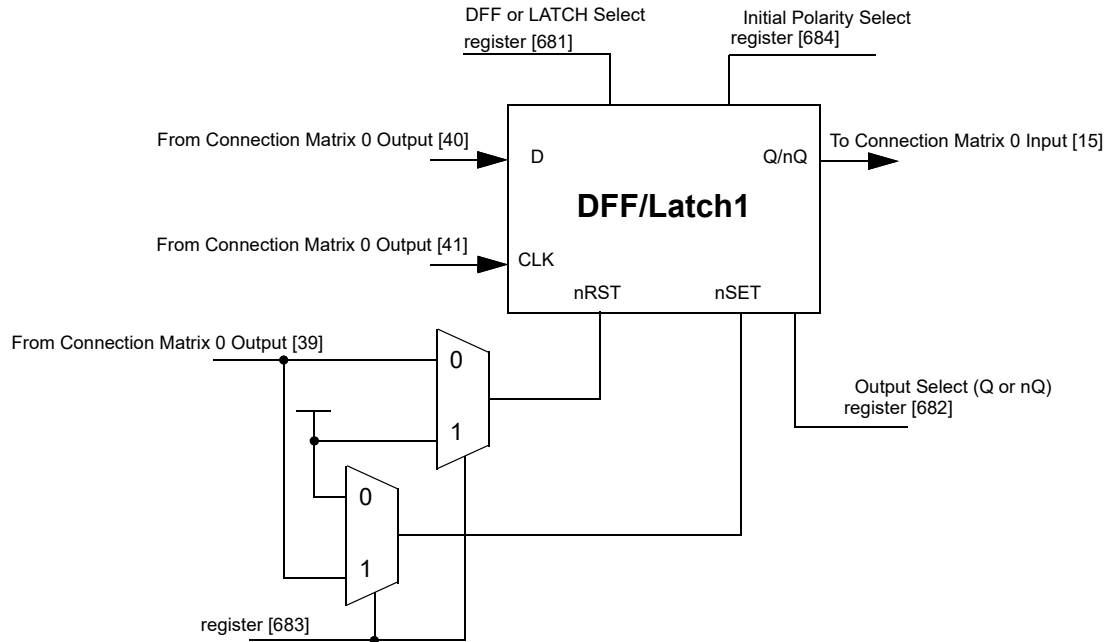 DFF or LATCH Select
register [681]
Initial Polarity Select
register [684]
From Connection Matrix 0 Output [40]
D
Q/nQ
To Connection Matrix 0 Input [15]
DFF/Latch1
From Connection Matrix 0 Output [41]
CLK
nRST
nSET
From Connection Matrix 0 Output [39]
0
1
Output Select (Q or nQ)
register [682]
0
1
register [683]